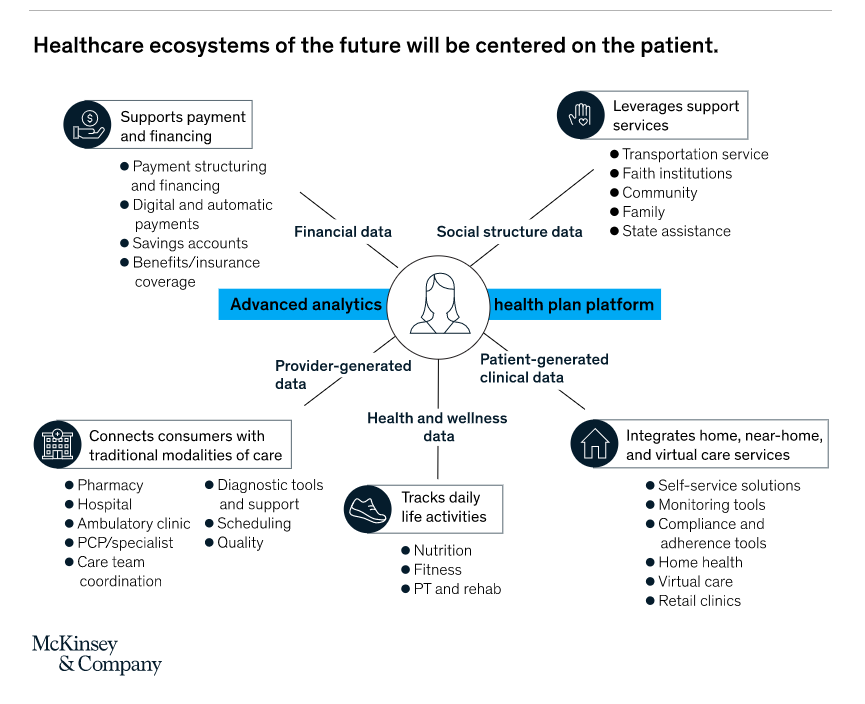 Healthcare ecosystems of the future will be centered on the patient.
Supports payment
and financing
● Payment structuring
and financing
● Digital and automatic
payments
● Savings accounts
● Benefits/insurance
coverage
Leverages support
services
● Transportation service
● Faith institutions
● Community
● Family
● State assistance
Financial data
Social structure data
Advanced analytics
health plan platform
Provider-generated
data
Patient-generated
clinical data
Health and wellness
data
Connects consumers with
traditional modalities of care
● Pharmacy
● Hospital
● Ambulatory clinic
● PCP/specialist
● Care team
coordination
● Diagnostic tools
and support
● Scheduling
● Quality
Tracks daily
life activities
● Nutrition
● Fitness
● PT and rehab
Integrates home, near-home,
and virtual care services
● Self-service solutions
● Monitoring tools
● Compliance and
adherence tools
● Home health
● Virtual care
● Retail clinics
McKinsey
& Company